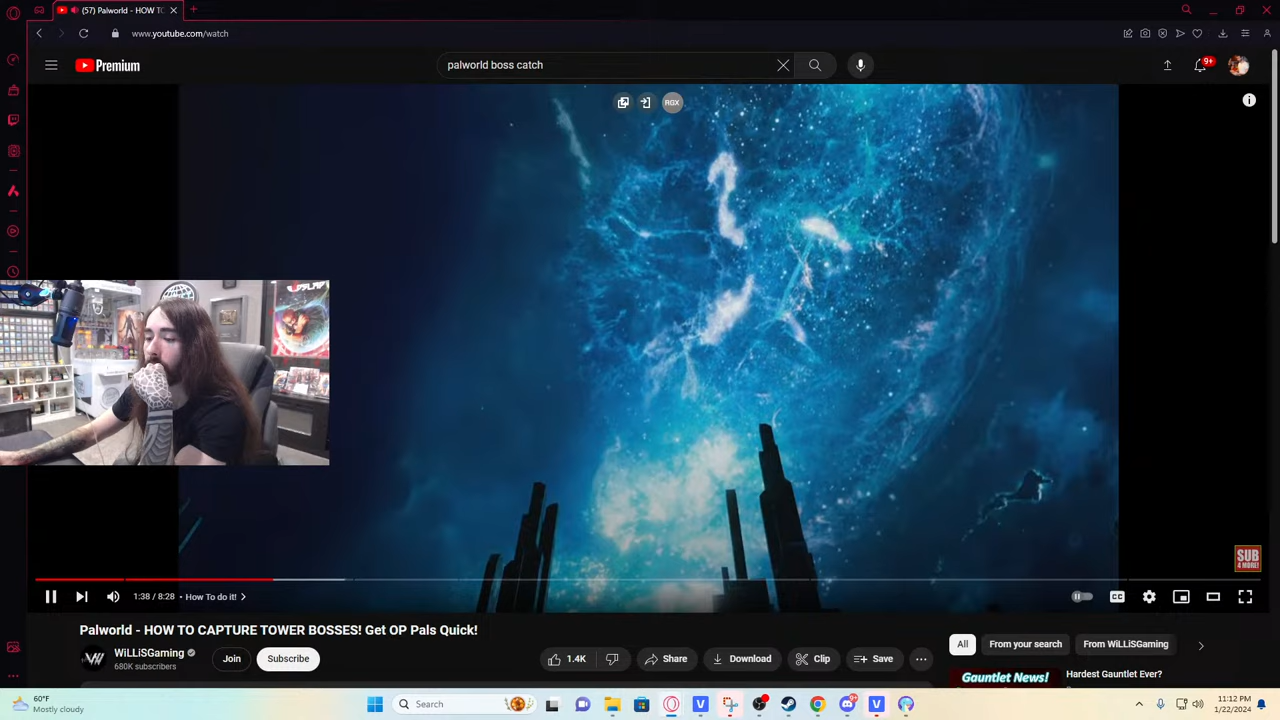 (57) Palworld - HOW TO
www.youtube.com/watch
Premium
palworld boss catch
9+
RGX
SUB
4 MORE!
1:38 / 8:28 • How To do it!
CC
Palworld - HOW TO CAPTURE TOWER BOSSES! Get OP Pals Quick!
WiLLiSGaming
680K subscribers
Join
Subscribe
1.4K
Share
Download
Clip
Save
All
From your search
From WiLLiSGaming
Gauntlet News!
Hardest Gauntlet Ever?
60°F
Mostly cloudy
Search
9+
11:12 PM
1/22/2024